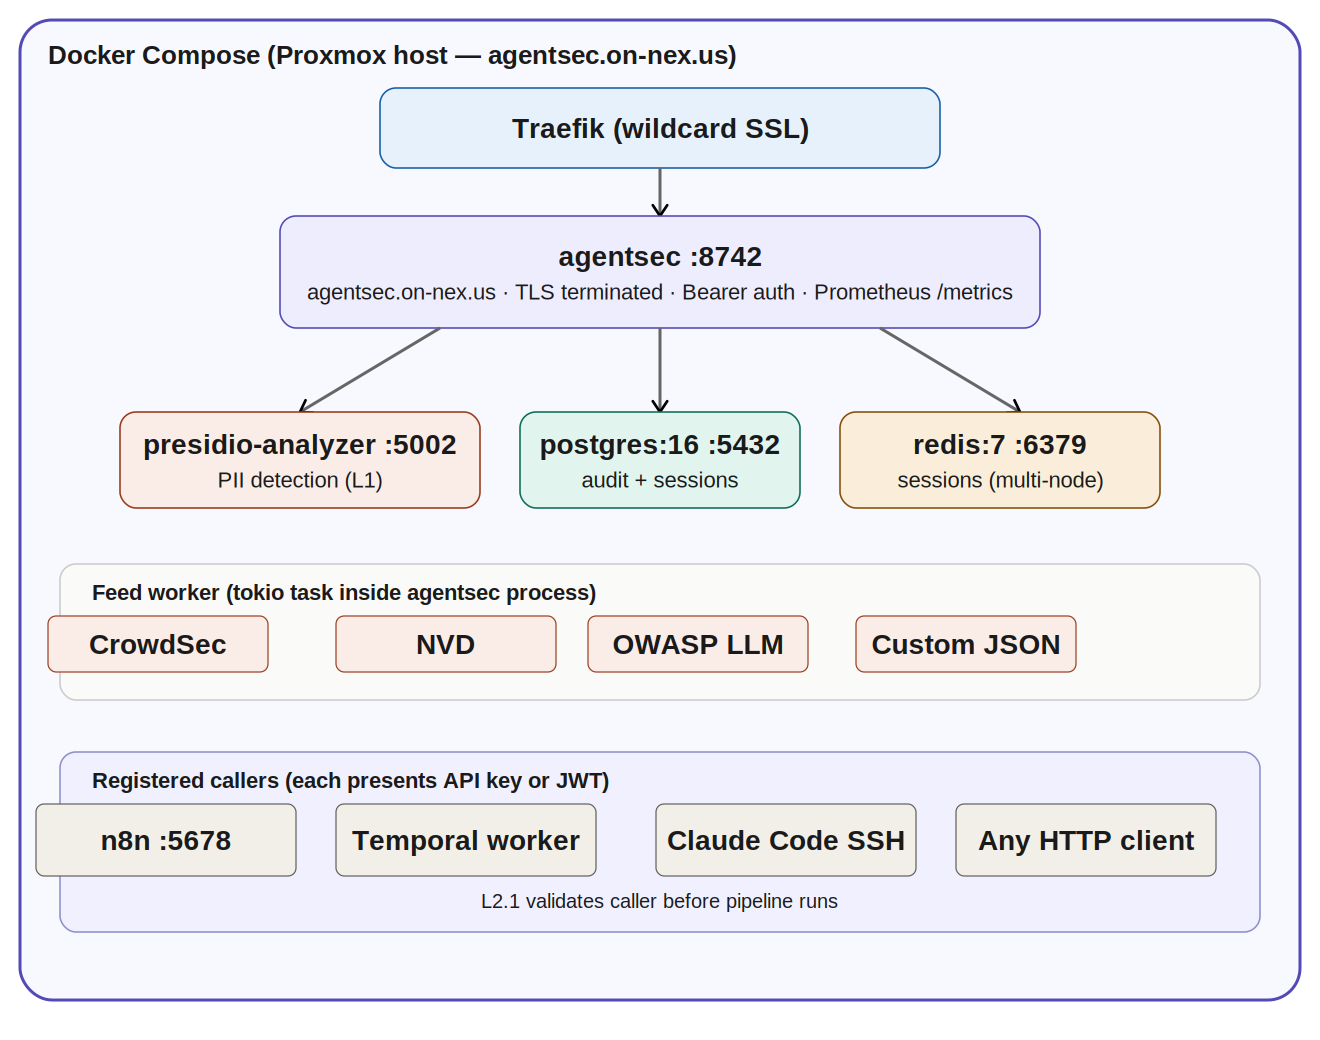 Docker Compose (Proxmox host — agentsec.on-nex.us)
Traefik (wildcard SSL)
agentsec :8742
agentsec.on-nex.us · TLS terminated · Bearer auth · Prometheus /metrics
presidio-analyzer :5002
PII detection (L1)
postgres:16 :5432
audit + sessions
redis:7 :6379
sessions (multi-node)
Feed worker (tokio task inside agentsec process)
CrowdSec
NVD
OWASP LLM
Custom JSON
Registered callers (each presents API key or JWT)
n8n :5678
Temporal worker
Claude Code SSH
Any HTTP client
L2.1 validates caller before pipeline runs